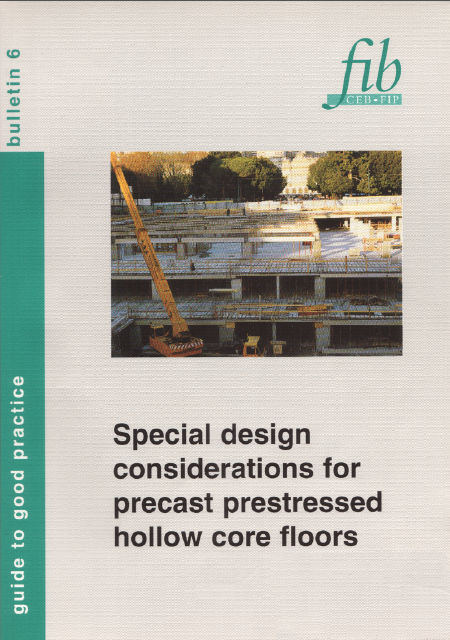 bulletin 6
fib
CEB-FIP
Special design
considerations for
precast prestressed
hollow core floors
guide to good practice